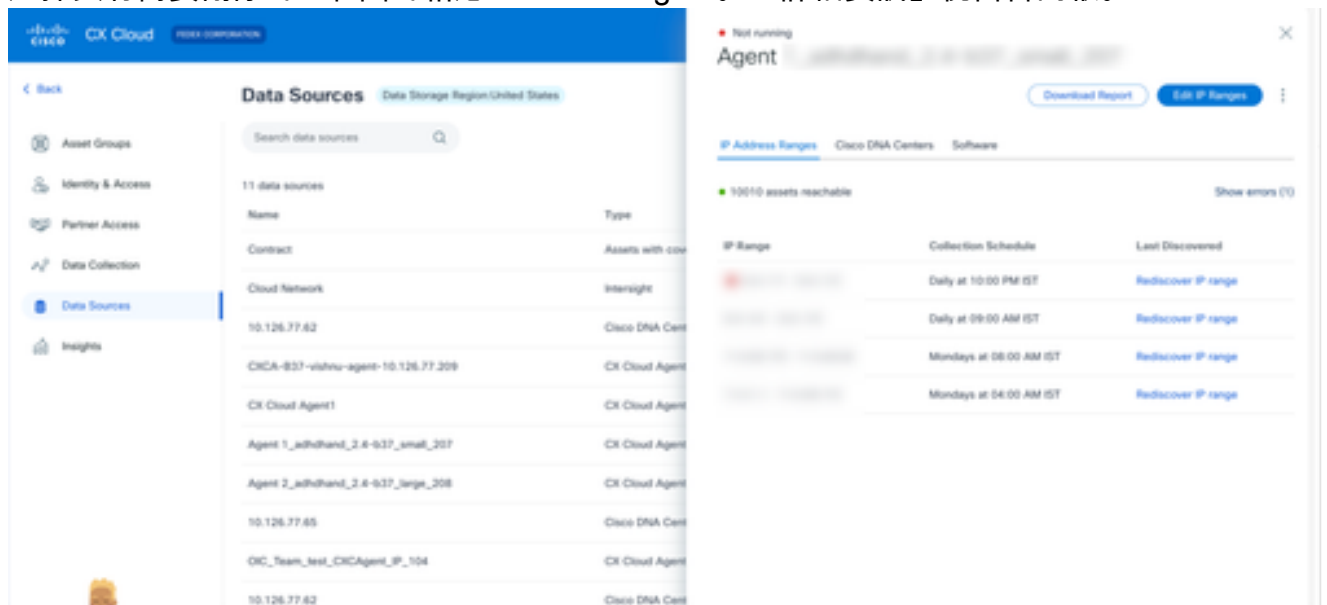 CISCO
CX Cloud
FEDEX CORPORATION
Back
Asset Groups
Identity & Access
Partner Access
Data Collection
Data Sources
Insights
Data Sources
Data Storage Region:United States
Search data sources
11 data sources
Name Type
Contract Assets with cov
Cloud Network Intersight
10.126.77.62 Cisco DNA Cent
CXCA-B37-vishnu-agent-10.126.77.209 CX Cloud Agent
CX Cloud Agent1 CX Cloud Agent
Agent 1_adhdhand_2.4-b37_small_207 CX Cloud Agent
Agent 2_adhdhand_2.4-b37_large_208 CX Cloud Agent
10.126.77.65 Cisco DNA Cent
OIC_Team_test_CXCAgent_IP_104 CX Cloud Agent
10.126.77.62 Cisco DNA Cent
Not running
Agent
Download Report Edit IP Ranges
IP Address Ranges Cisco DNA Centers Software
10010 assets reachable Show errors (1)
IP Range Collection Schedule Last Discovered
Daily at 10:00 PM IST Rediscover IP range
Daily at 09:00 AM IST Rediscover IP range
Mondays at 08:00 AM IST Rediscover IP range
Mondays at 04:00 AM IST Rediscover IP range